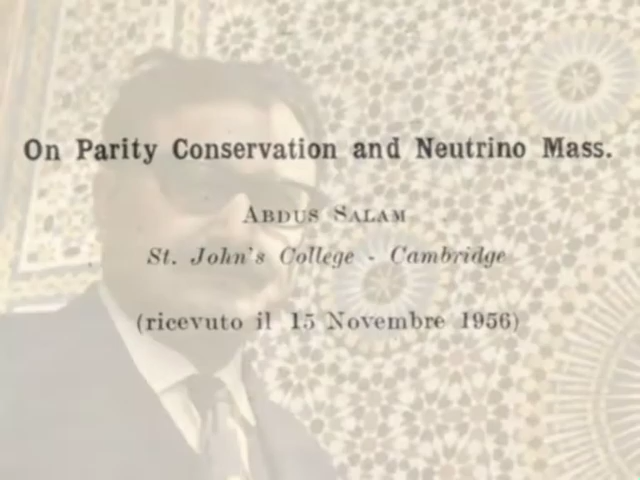 On Parity Conservation and Neutrino Mass.
Abdus Salam
St. John's College - Cambridge
(ricevuto il 15 Novembre 1956)